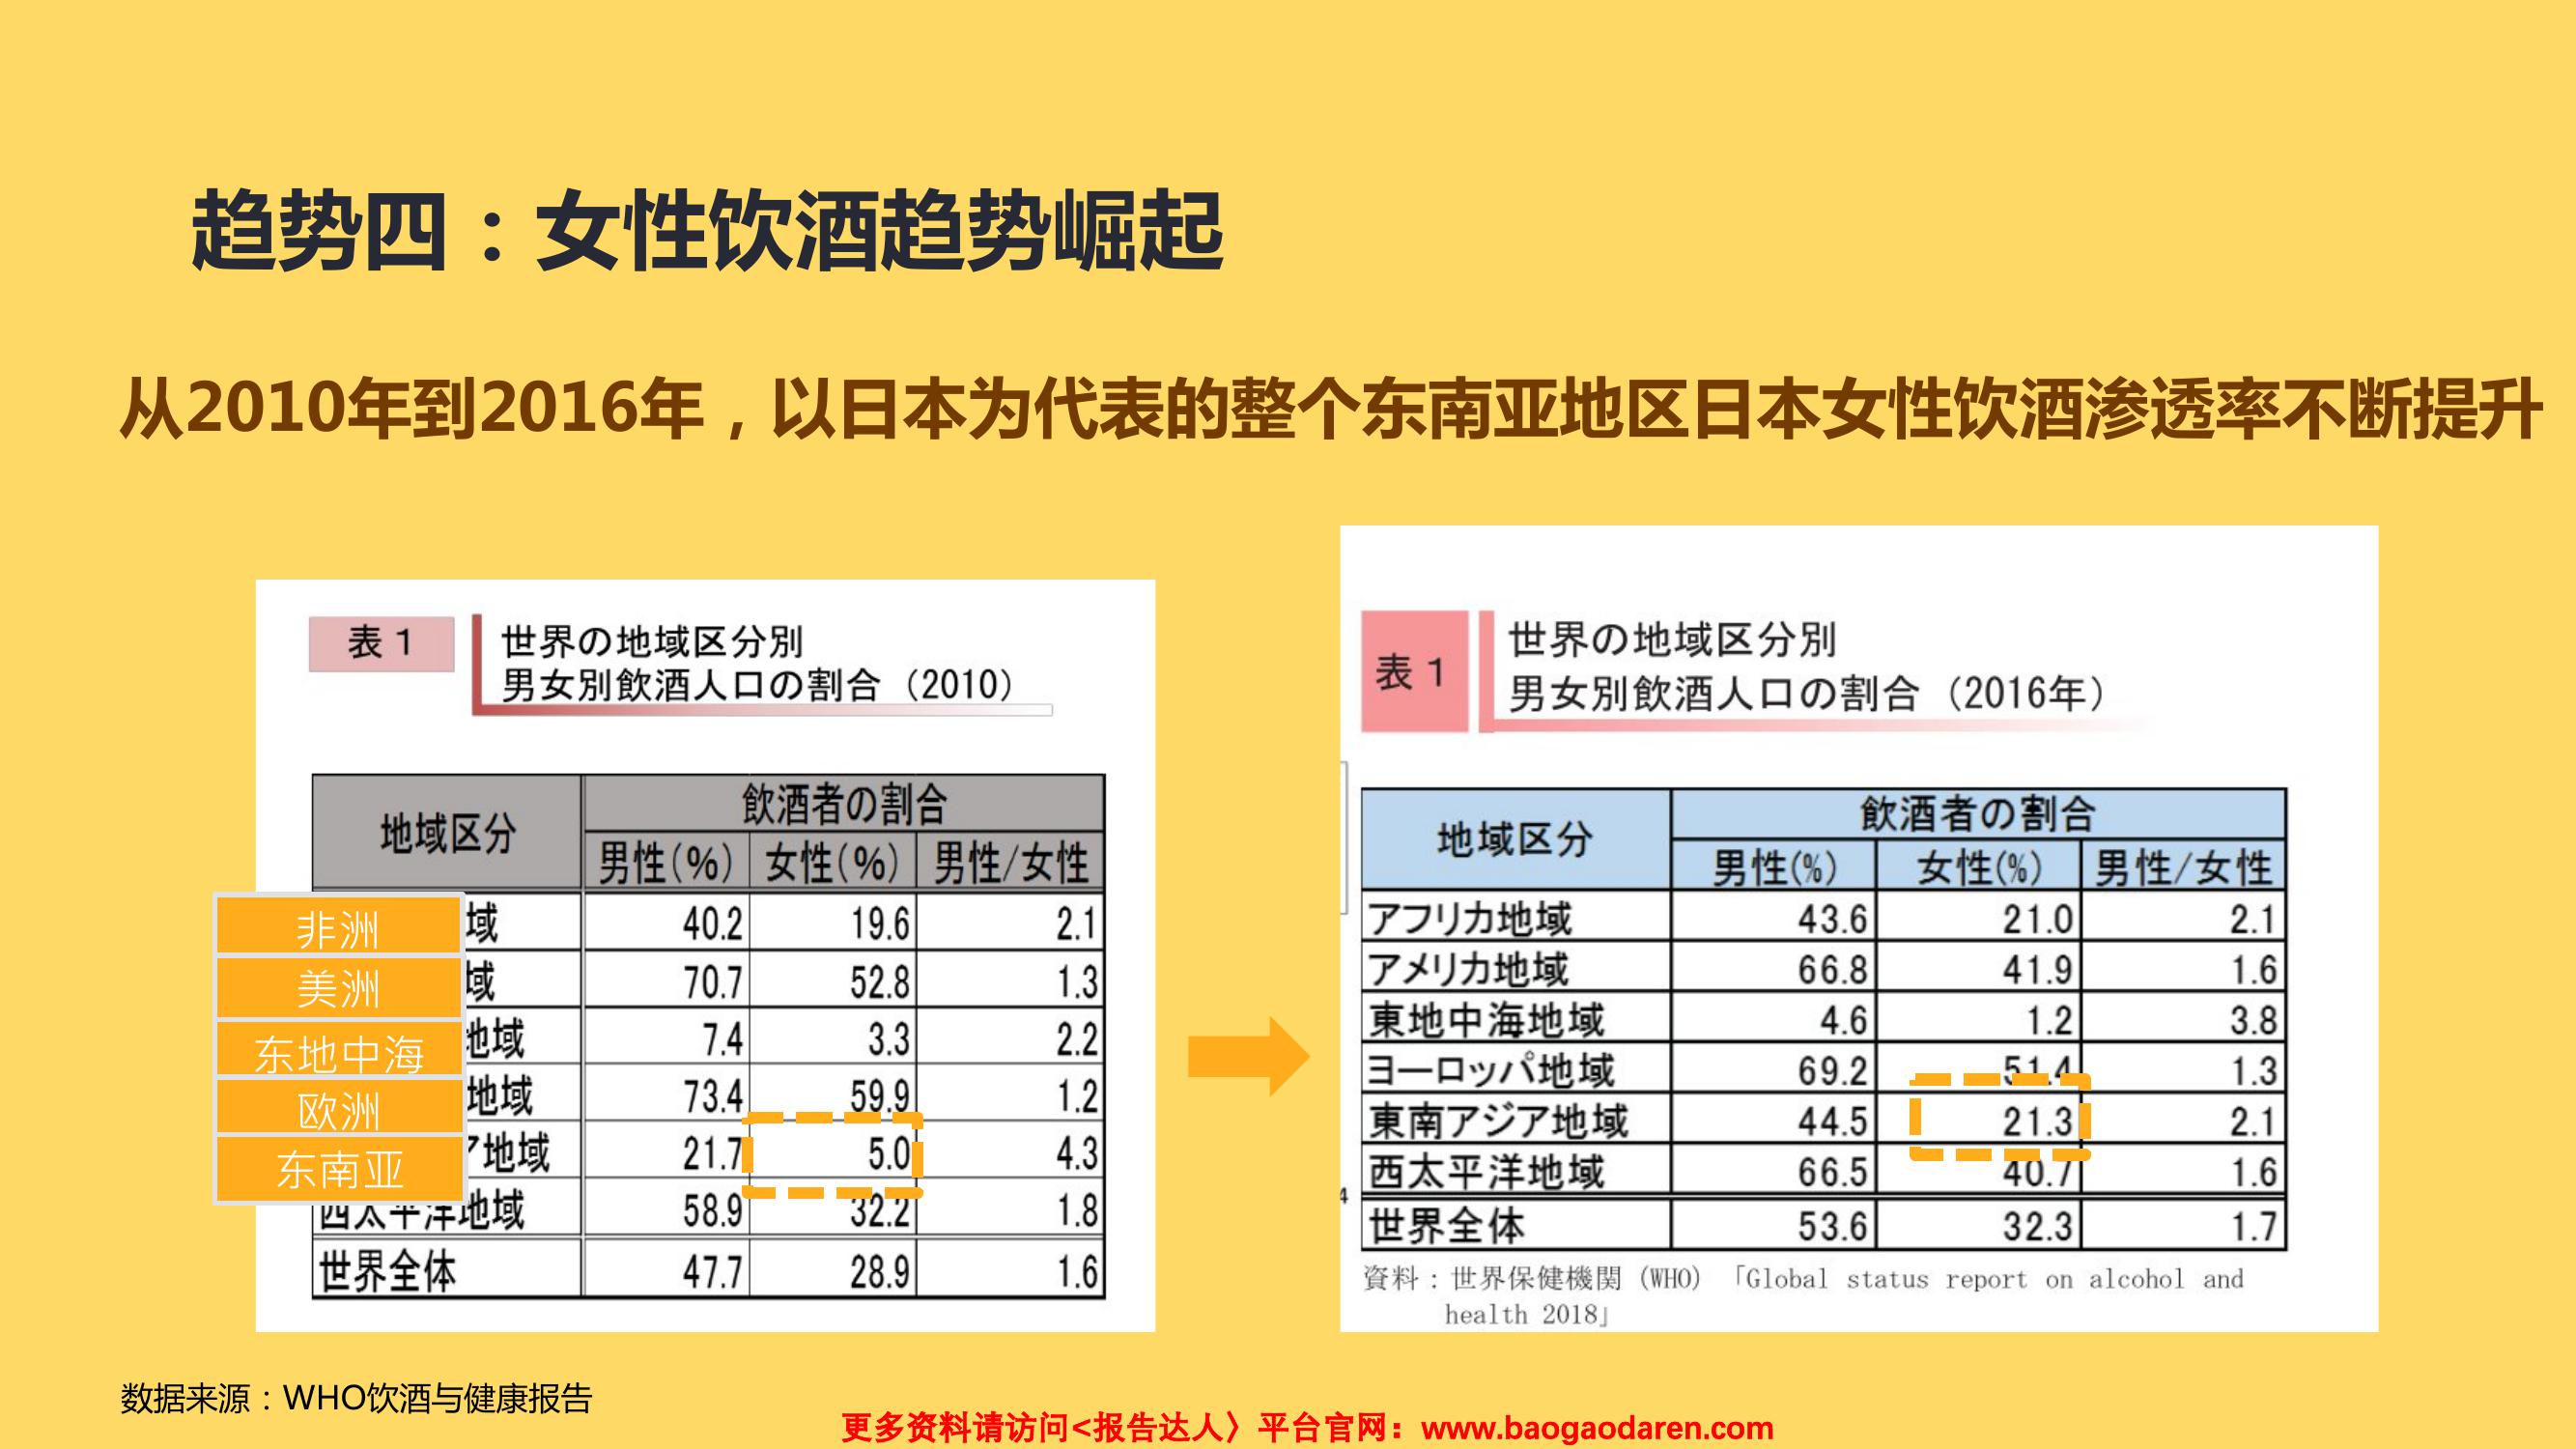 趋势四：女性饮酒趋势崛起
从2010年到2016年，以日本为代表的整个东南亚地区日本女性饮酒渗透率不断提升
表1
世界の地域区分別
男女別飲酒人口の割合（2010）
地域区分 飲酒者の割合
男性(%) 女性(%) 男性/女性
非洲 域 40.2 19.6 2.1
美洲 域 70.7 52.8 1.3
东地中海 地域 7.4 3.3 2.2
欧洲 地域 73.4 59.9 1.2
东南亚 ア地域 21.7 5.0 4.3
西太平洋地域 58.9 32.2 1.8
世界全体 47.7 28.9 1.6
表1
世界の地域区分別
男女別飲酒人口の割合（2016年）
地域区分 飲酒者の割合
男性(%) 女性(%) 男性/女性
アフリカ地域 43.6 21.0 2.1
アメリカ地域 66.8 41.9 1.6
東地中海地域 4.6 1.2 3.8
ヨーロッパ地域 69.2 51.4 1.3
東南アジア地域 44.5 21.3 2.1
西太平洋地域 66.5 40.7 1.6
世界全体 53.6 32.3 1.7
4
資料：世界保健機関（WHO）「Global status report on alcohol and
health 2018」
数据来源：WHO饮酒与健康报告
更多资料请访问<报告达人〉平台官网：www.baogaodaren.com